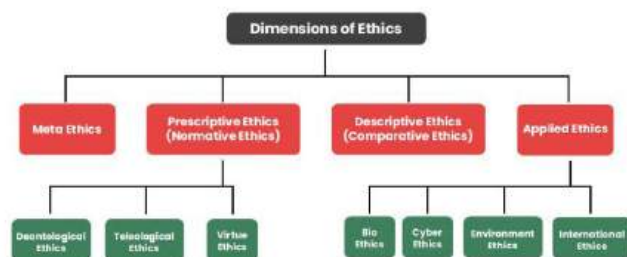 Dimensions of Ethics
Meta Ethics
Prescriptive Ethics
(Normative Ethics)
Descriptive Ethics
(Comparative Ethics)
Applied Ethics
Deontological
Ethics
Teleological
Ethics
Virtue
Ethics
Bio
Ethics
Cyber
Ethics
Environment
Ethics
International
Ethics